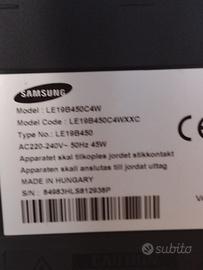 SAMSUNG
Model : LE19B450C4W
Model Code : LE19B450C4WXXC
Type No. : LE19B450
AC220-240V~ 50Hz 45W
Apparatet skal tilkoples jordet stikkontakt
Apparaten skall anslutas till jordat uttag
MADE IN HUNGARY
S/N : 84983HLS812938P
subito